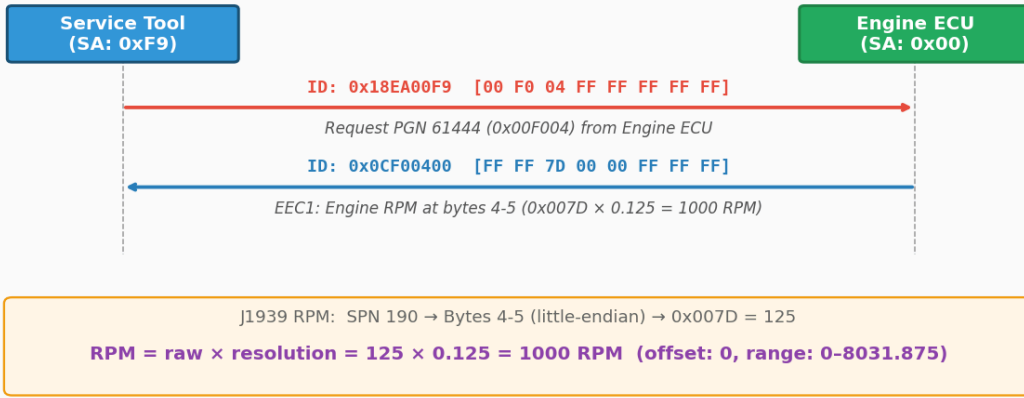 Service Tool
(SA: 0xF9)
Engine ECU
(SA: 0x00)
ID: 0x18EA00F9  [00 F0 04 FF FF FF FF FF]
Request PGN 61444 (0x00F004) from Engine ECU
ID: 0x0CF00400  [FF FF 7D 00 00 FF FF FF]
EEC1: Engine RPM at bytes 4-5 (0x007D × 0.125 = 1000 RPM)
J1939 RPM:  SPN 190 → Bytes 4-5 (little-endian) → 0x007D = 125
RPM = raw × resolution = 125 × 0.125 = 1000 RPM  (offset: 0, range: 0–8031.875)